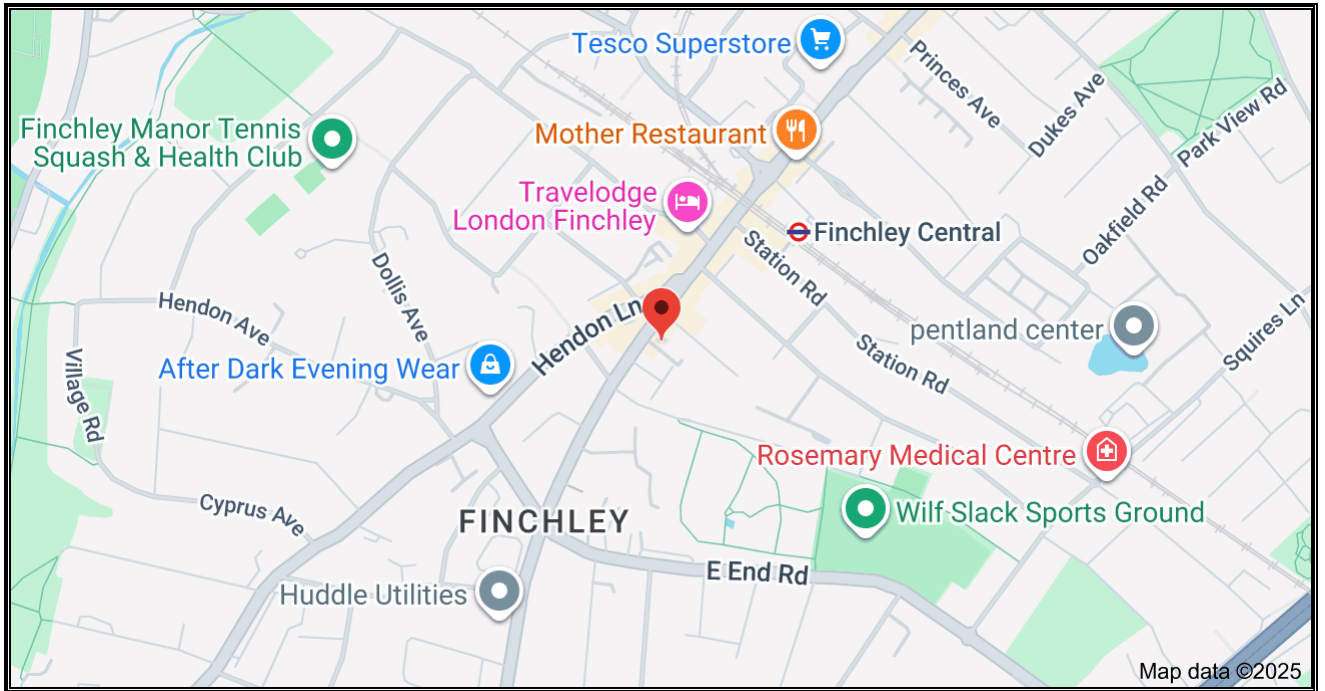 Tesco Superstore
Princes Ave
Dukes Ave
Park View Rd
Finchley Manor Tennis
Squash & Health Club
Mother Restaurant
Travelodge
London Finchley
Finchley Central
Oakfield Rd
Station Rd
Dollis Ave
Hendon Ave
Hendon Ln
pentland center
Squires Ln
Station Rd
After Dark Evening Wear
Village Rd
Rosemary Medical Centre
Cyprus Ave
FINCHLEY
Wilf Slack Sports Ground
E End Rd
Huddle Utilities
Map data ©2025